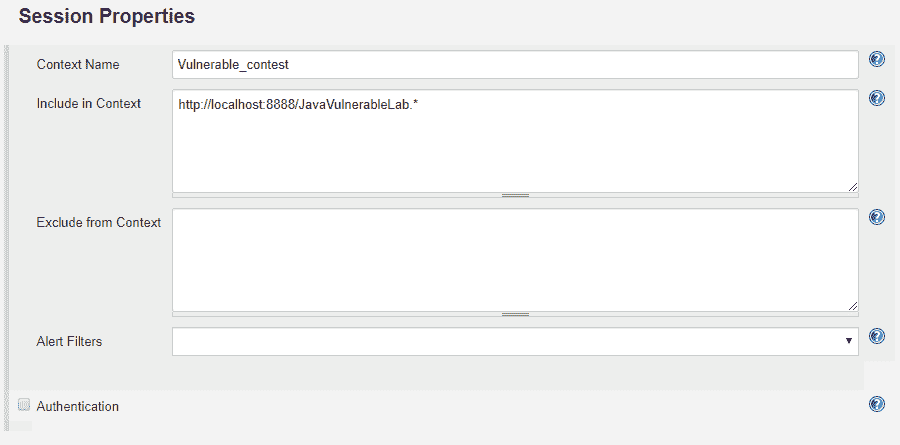 Session Properties
Context Name
Vulnerable_contest
Include in Context
http://localhost:8888/JavaVulnerableLab.*
Exclude from Context
Alert Filters
Authentication